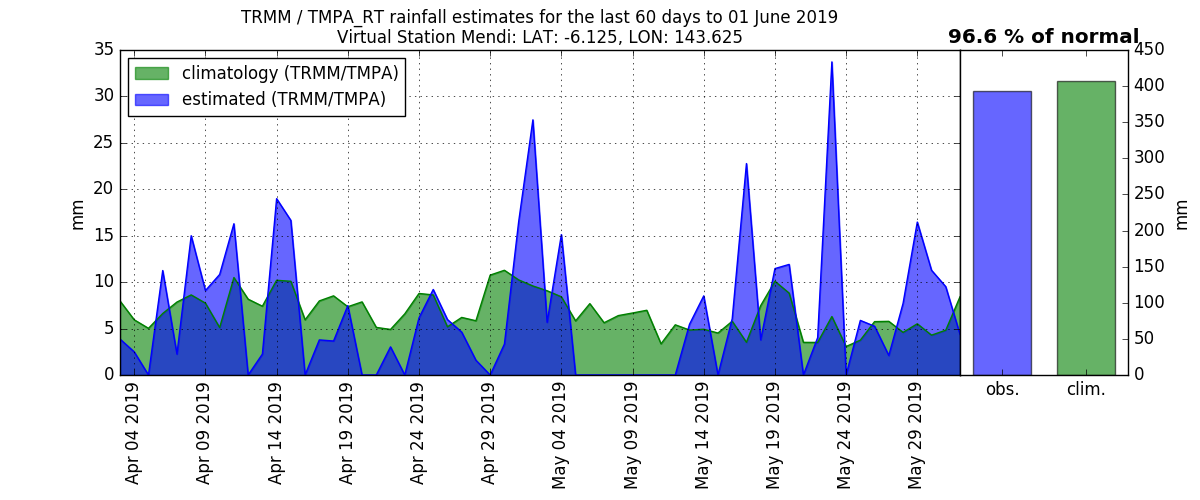 TRMM / TMPA_RT rainfall estimates for the last 60 days to 01 June 2019
Virtual Station Mendi: LAT: -6.125, LON: 143.625
96.6 % of normal
climatology (TRMM/TMPA)
estimated (TRMM/TMPA)
35
30
25
20
15
10
5
0
mm
Apr 04 2019
Apr 09 2019
Apr 14 2019
Apr 19 2019
Apr 24 2019
Apr 29 2019
May 04 2019
May 09 2019
May 14 2019
May 19 2019
May 24 2019
May 29 2019
450
400
350
300
250
200
150
100
50
0
mm
obs.
clim.